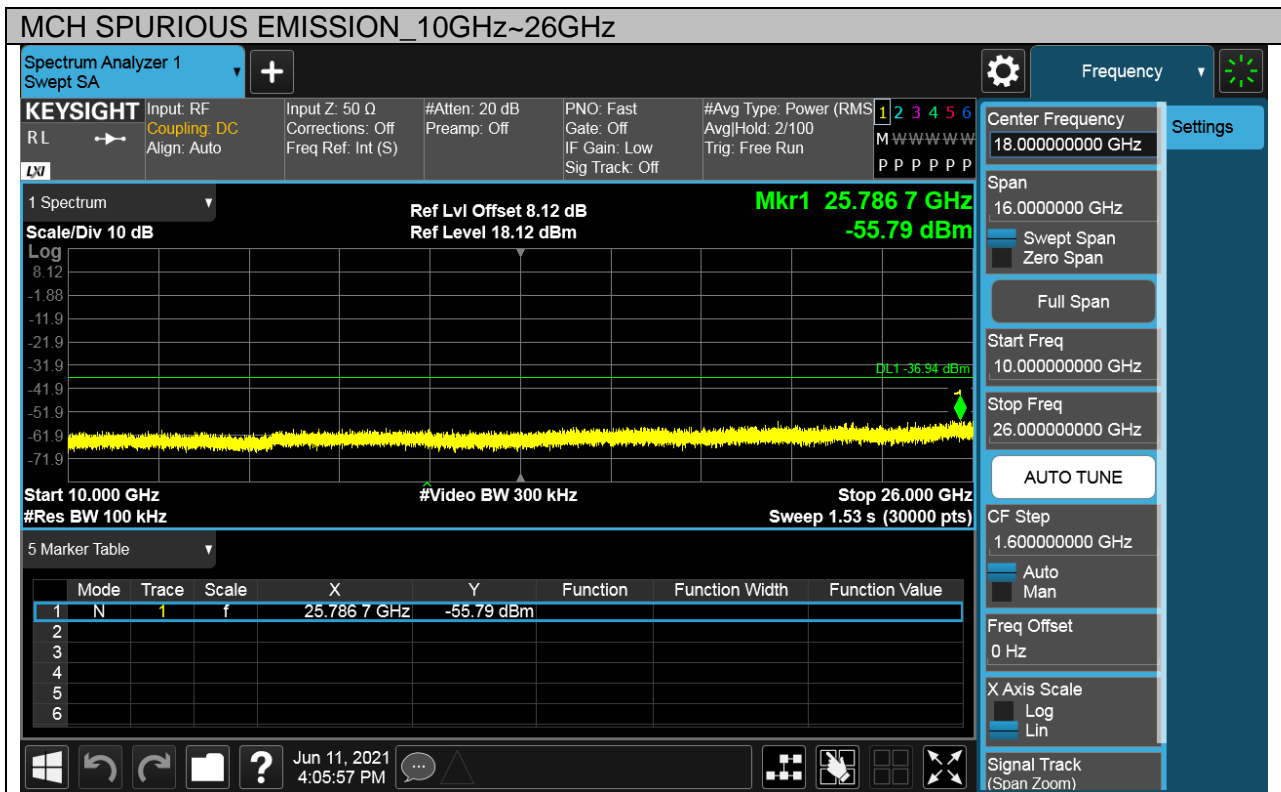 MCH SPURIOUS EMISSION_10GHz~26GHz
Spectrum Analyzer 1
Swept SA
+
Frequency
KEYSIGHT
RL
LXI
Input: RF
Coupling: DC
Align: Auto
Input Z: 50 Ω
Corrections: Off
Freq Ref: Int (S)
#Atten: 20 dB
Preamp: Off
PNO: Fast
Gate: Off
IF Gain: Low
Sig Track: Off
#Avg Type: Power (RMS
Avg|Hold: 2/100
Trig: Free Run
1 2 3 4 5 6
M W W W W W
P P P P P P
1 Spectrum
Scale/Div 10 dB
Ref Lvl Offset 8.12 dB
Ref Level 18.12 dBm
Mkr1 25.786 7 GHz
-55.79 dBm
Log
8.12
-1.88
-11.9
-21.9
-31.9
-41.9
-51.9
-61.9
-71.9
DL1 -36.94 dBm
1
Start 10.000 GHz
#Video BW 300 kHz
Stop 26.000 GHz
#Res BW 100 kHz
Sweep 1.53 s (30000 pts)
5 Marker Table
Mode Trace Scale X Y Function Function Width Function Value
1 N 1 f 25.786 7 GHz -55.79 dBm
2
3
4
5
6
?
Jun 11, 2021
4:05:57 PM
Center Frequency
18.000000000 GHz
Settings
Span
16.0000000 GHz
Swept Span
Zero Span
Full Span
Start Freq
10.000000000 GHz
Stop Freq
26.000000000 GHz
AUTO TUNE
CF Step
1.600000000 GHz
Auto
Man
Freq Offset
0 Hz
X Axis Scale
Log
Lin
Signal Track
(Span Zoom)